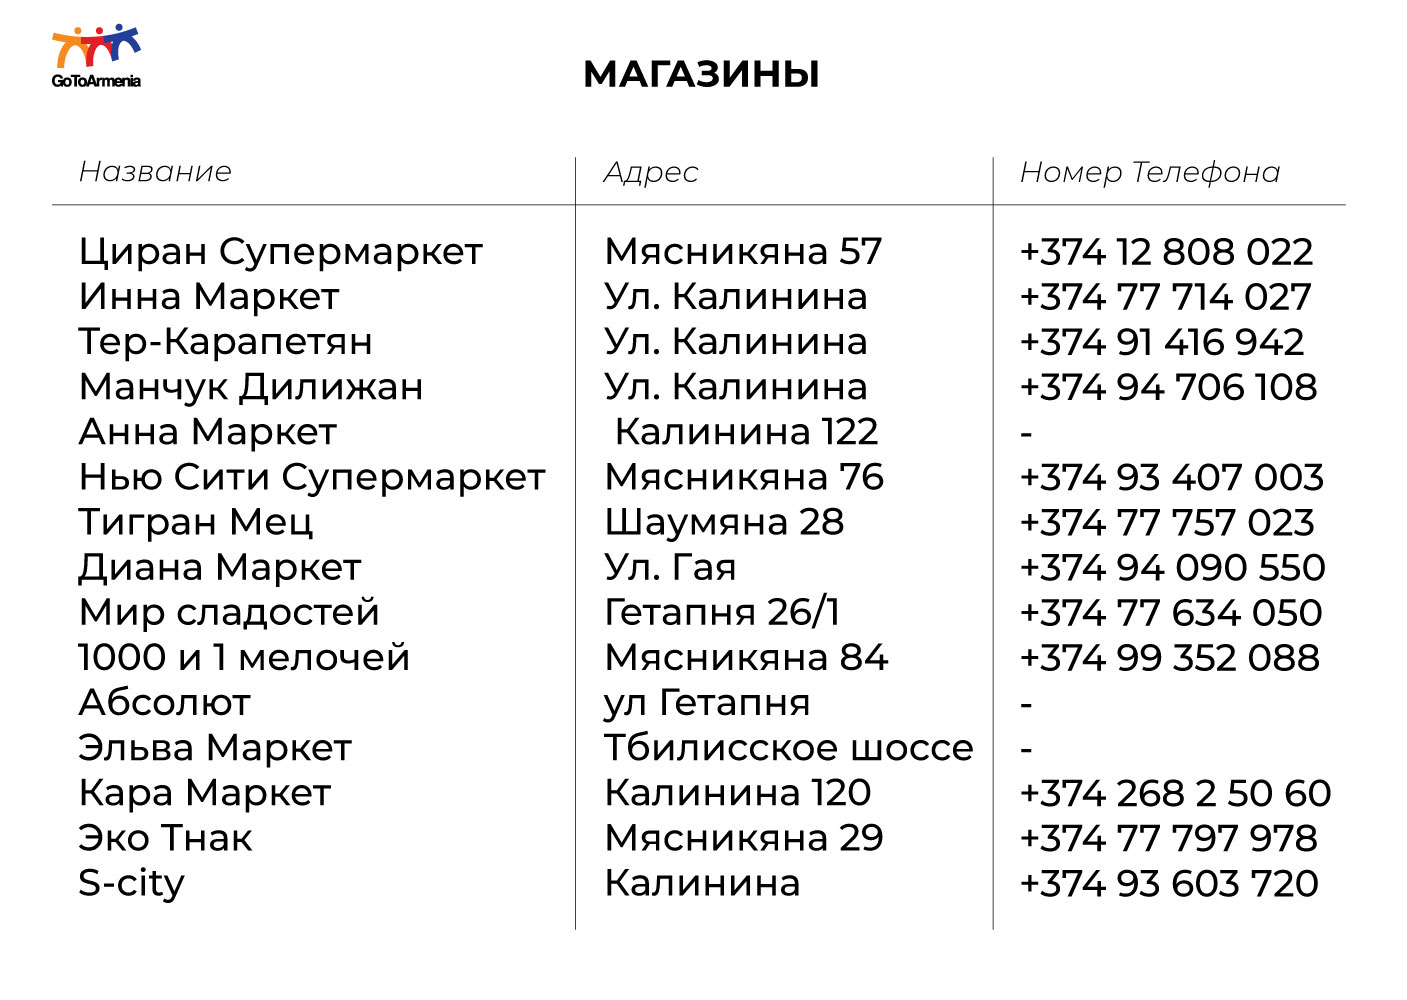 GoToArmenia
МАГАЗИНЫ
Название Адрес Номер Телефона
Циран Супермаркет Мясникяна 57 +374 12 808 022
Инна Маркет Ул. Калинина +374 77 714 027
Тер-Карапетян Ул. Калинина +374 91 416 942
Манчук Дилижан Ул. Калинина +374 94 706 108
Анна Маркет Калинина 122 -
Нью Сити Супермаркет Мясникяна 76 +374 93 407 003
Тигран Мец Шаумяна 28 +374 77 757 023
Диана Маркет Ул. Гая +374 94 090 550
Мир сладостей Гетапня 26/1 +374 77 634 050
1000 и 1 мелочей Мясникяна 84 +374 99 352 088
Абсолют ул Гетапня -
Эльва Маркет Тбилисское шоссе -
Кара Маркет Калинина 120 +374 268 2 50 60
Эко Тнак Мясникяна 29 +374 77 797 978
S-city Калинина +374 93 603 720